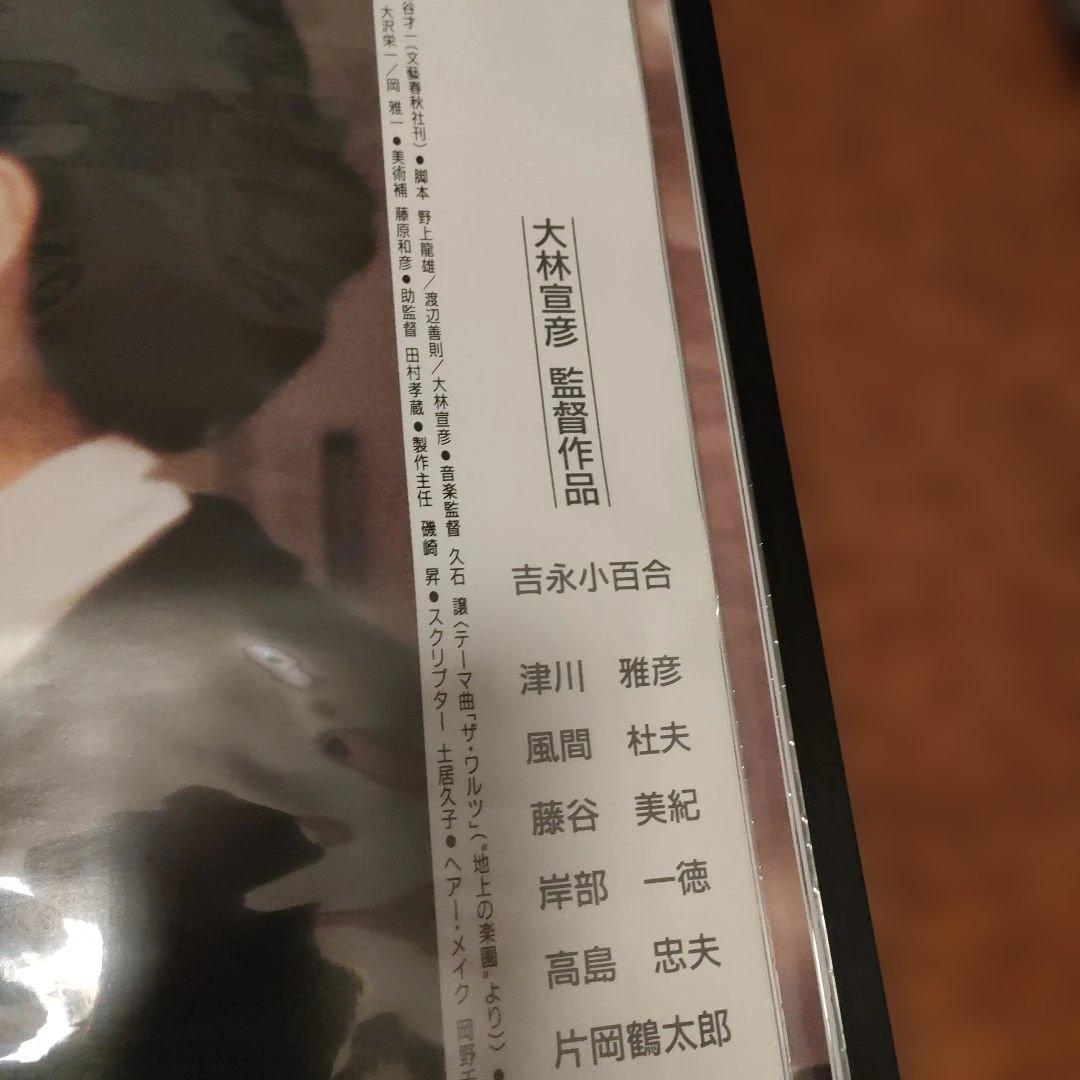 大林宣彦 監督作品
吉永小百合
津川 雅彦
風間 杜夫
藤谷 美紀
岸部 一徳
高島 忠夫
片岡鶴太郎
谷才一(文藝春秋社刊)●脚本 野上龍雄/渡辺善則/大林宣彦●音楽監督 久石 譲〈テーマ曲「ザ・ワルツ」(〝地上の楽園〟より)〉●
大沢栄一/岡 雅一●美術補 藤原和彦●助監督 田村孝蔵●製作主任 磯崎 昇●スクリプター 土居久子●ヘアー・メイク 岡野